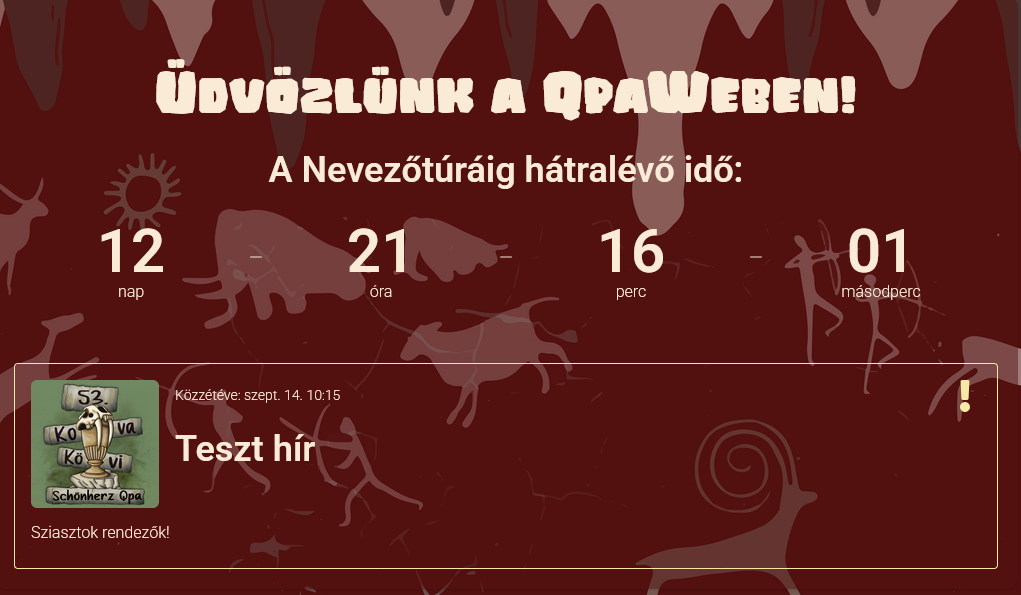 Üdvözlünk a QpaWeben!
A Nevezőtúráig hátralévő idő:
12 - 21 - 16 - 01
nap óra perc másodperc
Közzétéve: szept. 14. 10:15
!
53.
Ko va
Kö vi
Schönherz Qpa
Teszt hír
Sziasztok rendezők!